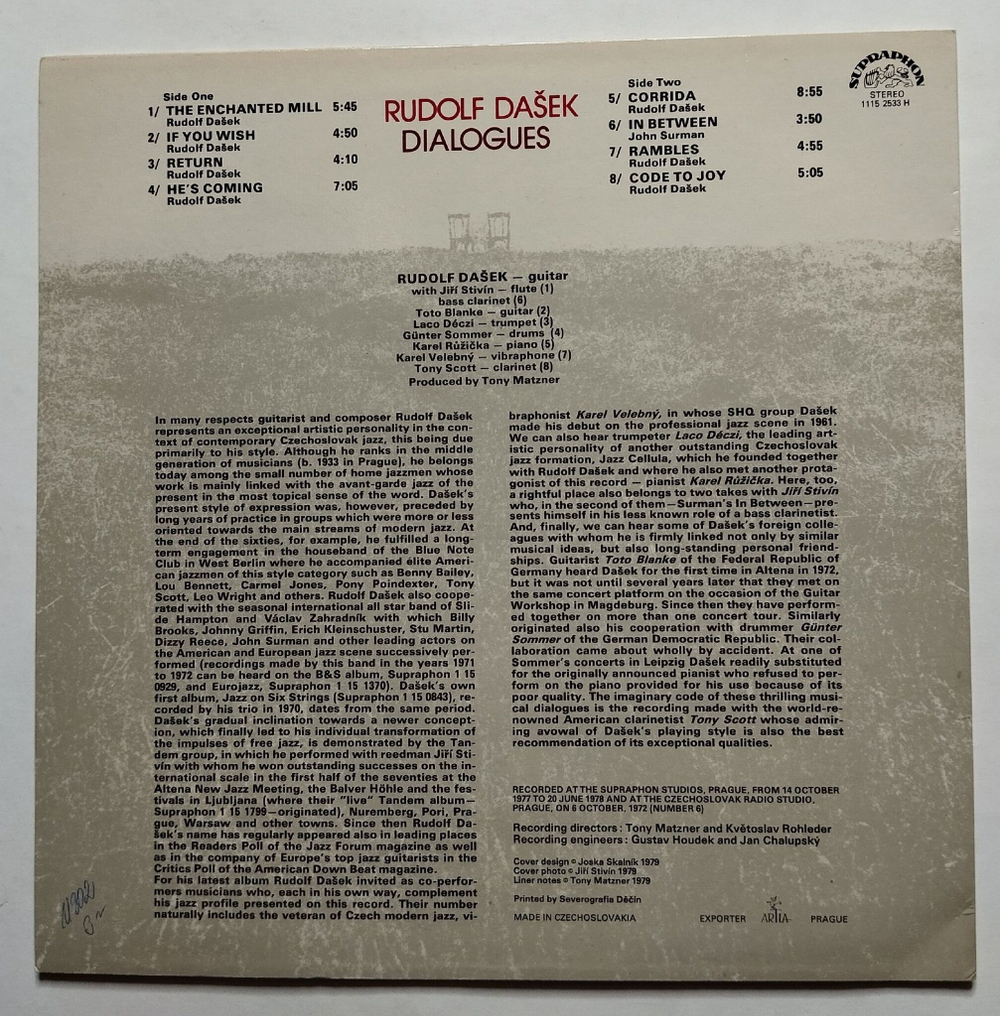 Side One
1/ THE ENCHANTED MILL 5:45
Rudolf Dašek
2/ IF YOU WISH 4:50
Rudolf Dašek
3/ RETURN 4:10
Rudolf Dašek
4/ HE'S COMING 7:05
Rudolf Dašek
RUDOLF DAŠEK
DIALOGUES
Side Two
5/ CORRIDA 8:55
Rudolf Dašek
6/ IN BETWEEN 3:50
John Surman
7/ RAMBLES 4:55
Rudolf Dašek
8/ CODE TO JOY 5:05
Rudolf Dašek
SUPRAPHON
STEREO
1115 2533 H
RUDOLF DAŠEK — guitar
with Jiří Stivín — flute (1)
bass clarinet (6)
Toto Blanke — guitar (2)
Laco Déczi — trumpet (3)
Günter Sommer — drums (4)
Karel Růžička — piano (5)
Karel Velebný — vibraphone (7)
Tony Scott — clarinet (8)
Produced by Tony Matzner
In many respects guitarist and composer Rudolf Dašek
represents an exceptional artistic personality in the con-
text of contemporary Czechoslovak jazz, this being due
primarily to his style. Although he ranks in the middle
generation of musicians (b. 1933 in Prague), he belongs
today among the small number of home jazzmen whose
work is mainly linked with the avant-garde jazz of the
present in the most topical sense of the word. Dašek's
present style of expression was, however, preceded by
long years of practice in groups which were more or less
oriented towards the main streams of modern jazz. At
the end of the sixties, for example, he fulfilled a long-
term engagement in the houseband of the Blue Note
Club in West Berlin where he accompanied élite Ameri-
can jazzmen of this style category such as Benny Bailey,
Lou Bennett, Carmel Jones, Pony Poindexter, Tony
Scott, Leo Wright and others. Rudolf Dašek also coope-
rated with the seasonal international all star band of Sli-
de Hampton and Václav Zahradník with which Billy
Brooks, Johnny Griffin, Erich Kleinschuster, Stu Martin,
Dizzy Reece, John Surman and other leading actors on
the American and European jazz scene successively per-
formed (recordings made by this band in the years 1971
to 1972 can be heard on the B&S album, Supraphon 1 15
0929, and Eurojazz, Supraphon 1 15 1370). Dašek's own
first album, Jazz on Six Strings (Supraphon 1 15 0843), re-
corded by his trio in 1970, dates from the same period.
Dašek's gradual inclination towards a newer concept-
ion, which finally led to his individual transformation of
the impulses of free jazz, is demonstrated by the Tan-
dem group, in which he performed with reedman Jiří Sti-
vín with whom he won outstanding successes on the in-
ternational scale in the first half of the seventies at the
Altena New Jazz Meeting, the Balver Höhle and the fes-
tivals in Ljubljana (where their "live" Tandem album—
Supraphon 1 15 1799—originated), Nuremberg, Pori, Pra-
gue, Warsaw and other towns. Since then Rudolf Da-
šek's name has regularly appeared also in leading places
in the Readers Poll of the Jazz Forum magazine as well
as in the company of Europe's top jazz guitarists in the
Critics Poll of the American Down Beat magazine.
For his latest album Rudolf Dašek invited as co-perfor-
mers musicians who, each in his own way, complement
his jazz profile presented on this record. Their number
naturally includes the veteran of Czech modern jazz, vi-
braphonist Karel Velebný, in whose SHQ group Dašek
made his debut on the professional jazz scene in 1961.
We can also hear trumpeter Laco Déczi, the leading art-
istic personality of another outstanding Czechoslovak
jazz formation, Jazz Cellula, which he founded together
with Rudolf Dašek and where he also met another prota-
gonist of this record — pianist Karel Růžička. Here, too,
a rightful place also belongs to two takes with Jiří Stivín
who, in the second of them—Surman's In Between—pre-
sents himself in his less known role of a bass clarinetist.
And, finally, we can hear some of Dašek's foreign colle-
agues with whom he is firmly linked not only by similar
musical ideas, but also long-standing personal friend-
ships. Guitarist Toto Blanke of the Federal Republic of
Germany heard Dašek for the first time in Altena in 1972,
but it was not until several years later that they met on
the same concert platform on the occasion of the Guitar
Workshop in Magdeburg. Since then they have perform-
ed together on more than one concert tour. Similarly
originated also his cooperation with drummer Günter
Sommer of the German Democratic Republic. Their col-
laboration came about wholly by accident. At one of
Sommer's concerts in Leipzig Dašek readily substituted
for the originally announced pianist who refused to per-
form on the piano provided for his use because of its
poor quality. The imaginary code of these thrilling musi-
cal dialogues is the recording made with the world-re-
nowned American clarinetist Tony Scott whose admir-
ing avowal of Dašek's playing style is also the best
recommendation of its exceptional qualities.
RECORDED AT THE SUPRAPHON STUDIOS, PRAGUE, FROM 14 OCTOBER
1977 TO 20 JUNE 1978 AND AT THE CZECHOSLOVAK RADIO STUDIO,
PRAGUE, ON 6 OCTOBER, 1972 (NUMBER 6)
Recording directors: Tony Matzner and Květoslav Rohleder
Recording engineers: Gustav Houdek and Jan Chalupský
Cover design © Joska Skalník 1979
Cover photo © Jiří Stivín 1979
Liner notes © Tony Matzner 1979
Printed by Severografia Děčín
MADE IN CZECHOSLOVAKIA EXPORTER ARTIA PRAGUE